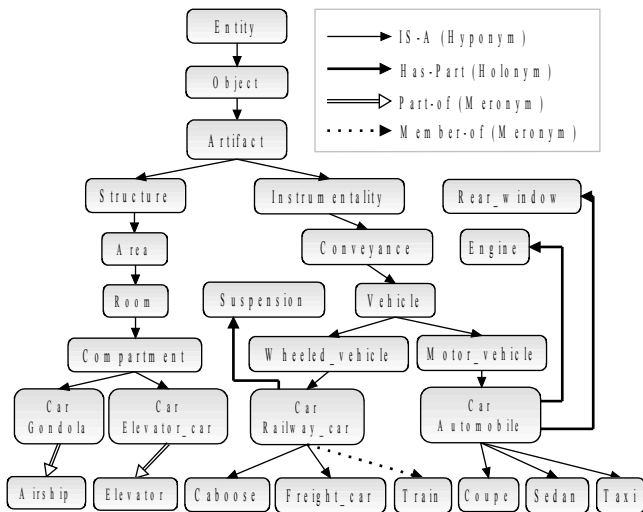 Entity
IS-A (Hyponym)
Has-Part (Holonym)
Object
Part-of (Meronym)
Member-of (Meronym)
Artifact
Structure
Instrumentality
Rear_window
Area
Conveyance
Engine
Room
Suspension
Vehicle
Compartment
Wheeled_vehicle
Motor_vehicle
Car
Gondola
Car
Elevator_car
Car
Railway_car
Car
Automobile
Airship
Elevator
Caboose
Freight_car
Train
Coupe
Sedan
Taxi